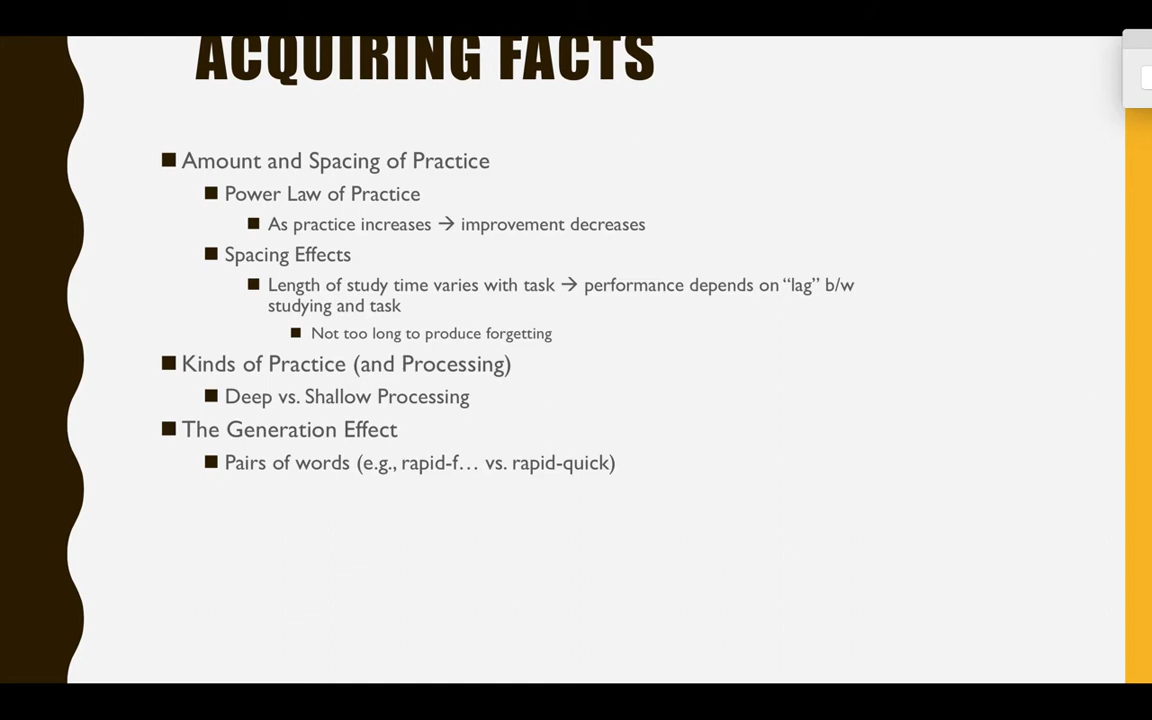 ACQUIRING FACTS
Amount and Spacing of Practice
Power Law of Practice
As practice increases → improvement decreases
Spacing Effects
Length of study time varies with task → performance depends on “lag” b/w
studying and task
Not too long to produce forgetting
Kinds of Practice (and Processing)
Deep vs. Shallow Processing
The Generation Effect
Pairs of words (e.g., rapid-f… vs. rapid-quick)